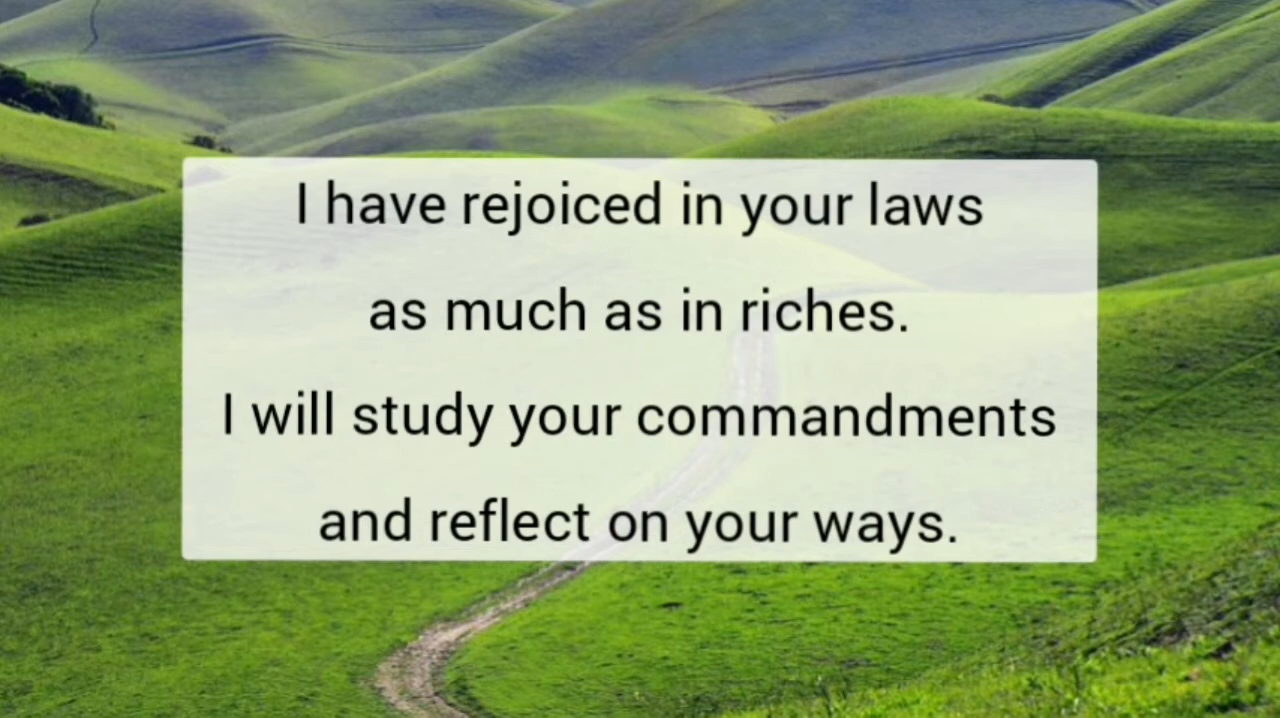 I have rejoiced in your laws
as much as in riches.
I will study your commandments
and reflect on your ways.